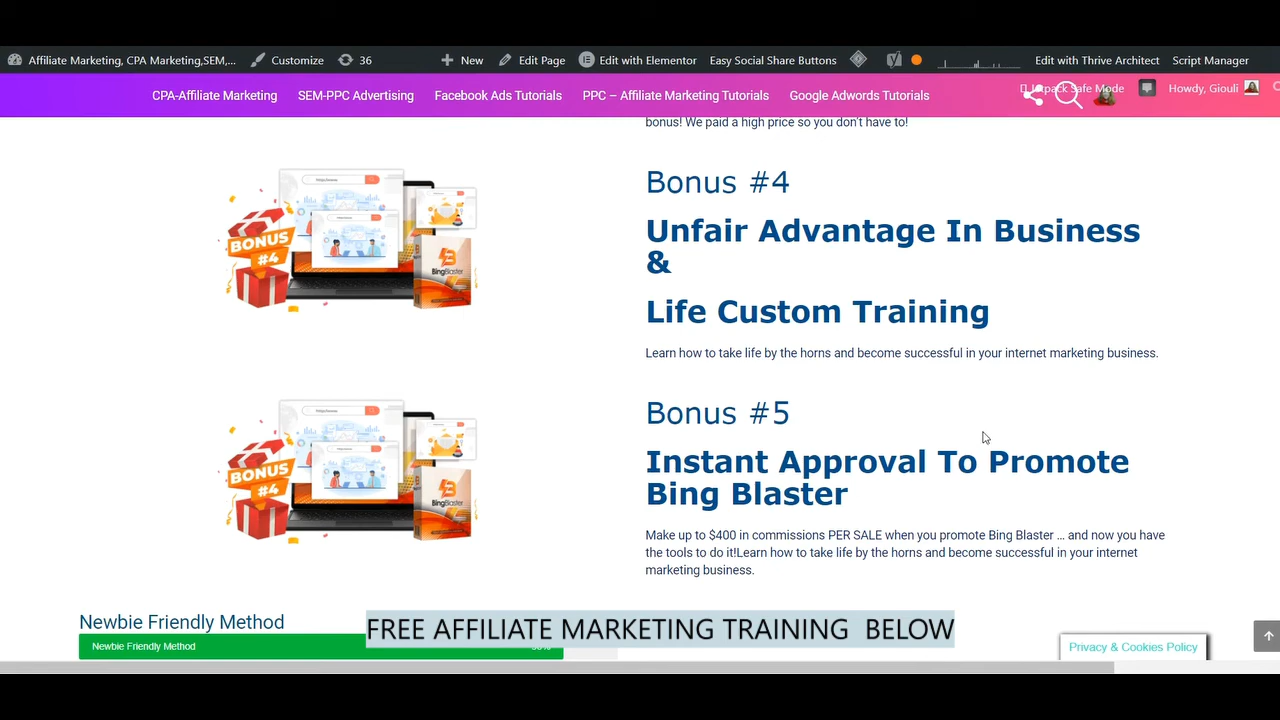 Affiliate Marketing, CPA Marketing,SEM,... Customize 36 New Edit Page Edit with Elementor Easy Social Share Buttons Edit with Thrive Architect Script Manager
CPA-Affiliate Marketing SEM-PPC Advertising Facebook Ads Tutorials PPC – Affiliate Marketing Tutorials Google Adwords Tutorials Safe Mode Howdy, Giouli
bonus! We paid a high price so you don't have to!
Bonus #4
Unfair Advantage In Business
&
Life Custom Training
Learn how to take life by the horns and become successful in your internet marketing business.
BONUS
#4
BingBlaster
Bonus #5
Instant Approval To Promote
Bing Blaster
Make up to $400 in commissions PER SALE when you promote Bing Blaster ... and now you have
the tools to do it!Learn how to take life by the horns and become successful in your internet
marketing business.
BONUS
#4
BingBlaster
Newbie Friendly Method
Newbie Friendly Method
FREE AFFILIATE MARKETING TRAINING BELOW
Privacy & Cookies Policy